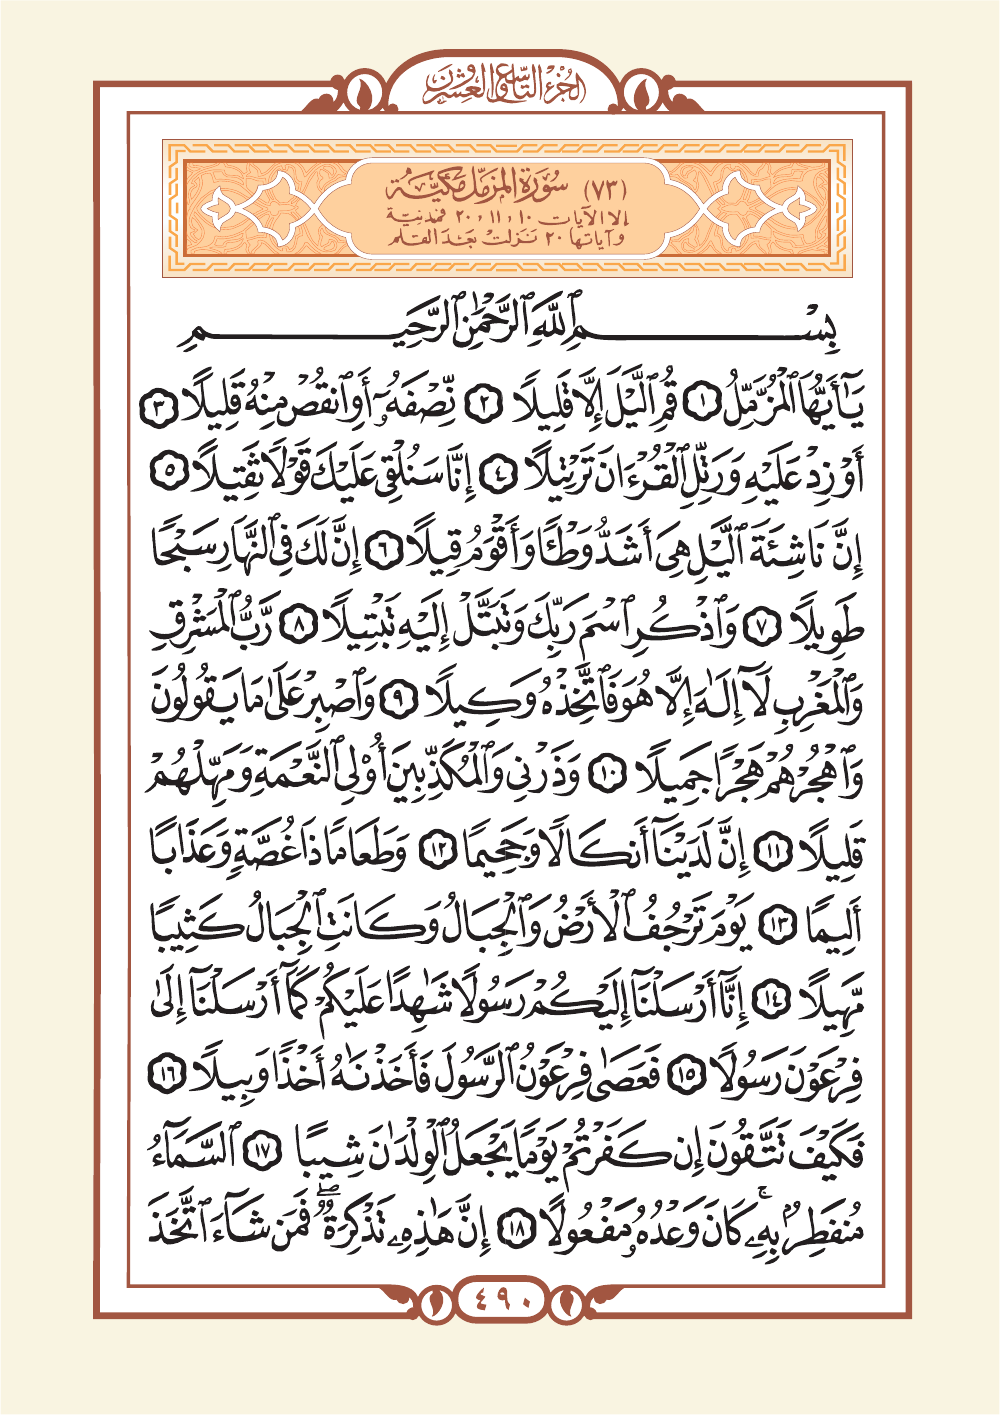 الجزء التاسع والعشرون
(٧٣) سُورَة المزمّل مَكيّة
إلا الآيات ١٠ و ١١ و ٢٠ فمدنية
وآياتها ٢٠ نزلت بعد القلم
بِسْمِ ٱللَّهِ ٱلرَّحْمَٰنِ ٱلرَّحِيمِ
يَٰٓأَيُّهَا ٱلْمُزَّمِّلُ ١ قُمِ ٱلَّيْلَ إِلَّا قَلِيلًا ٢ نِّصْفَهُۥٓ أَوِ ٱنقُصْ مِنْهُ قَلِيلًا ٣
أَوْ زِدْ عَلَيْهِ وَرَتِّلِ ٱلْقُرْءَانَ تَرْتِيلًا ٤ إِنَّا سَنُلْقِى عَلَيْكَ قَوْلًا ثَقِيلًا ٥
إِنَّ نَاشِئَةَ ٱلَّيْلِ هِىَ أَشَدُّ وَطْـًٔا وَأَقْوَمُ قِيلًا ٦ إِنَّ لَكَ فِى ٱلنَّهَارِ سَبْحًا
طَوِيلًا ٧ وَٱذْكُرِ ٱسْمَ رَبِّكَ وَتَبَتَّلْ إِلَيْهِ تَبْتِيلًا ٨ رَّبُّ ٱلْمَشْرِقِ
وَٱلْمَغْرِبِ لَآ إِلَٰهَ إِلَّا هُوَ فَٱتَّخِذْهُ وَكِيلًا ٩ وَٱصْبِرْ عَلَىٰ مَا يَقُولُونَ
وَٱهْجُرْهُمْ هَجْرًا جَمِيلًا ١٠ وَذَرْنِى وَٱلْمُكَذِّبِينَ أُو۟لِى ٱلنَّعْمَةِ وَمَهِّلْهُمْ
قَلِيلًا ١١ إِنَّ لَدَيْنَآ أَنكَالًا وَجَحِيمًا ١٢ وَطَعَامًا ذَا غُصَّةٍ وَعَذَابًا
أَلِيمًا ١٣ يَوْمَ تَرْجُفُ ٱلْأَرْضُ وَٱلْجِبَالُ وَكَانَتِ ٱلْجِبَالُ كَثِيبًا
مَّهِيلًا ١٤ إِنَّآ أَرْسَلْنَآ إِلَيْكُمْ رَسُولًا شَٰهِدًا عَلَيْكُمْ كَمَآ أَرْسَلْنَآ إِلَىٰ
فِرْعَوْنَ رَسُولًا ١٥ فَعَصَىٰ فِرْعَوْنُ ٱلرَّسُولَ فَأَخَذْنَٰهُ أَخْذًا وَبِيلًا ١٦
فَكَيْفَ تَتَّقُونَ إِن كَفَرْتُمْ يَوْمًا يَجْعَلُ ٱلْوِلْدَٰنَ شِيبًا ١٧ ٱلسَّمَآءُ
مُنفَطِرٌۢ بِهِۦ ۚ كَانَ وَعْدُهُۥ مَفْعُولًا ١٨ إِنَّ هَٰذِهِۦ تَذْكِرَةٌ ۖ فَمَن شَآءَ ٱتَّخَذَ
٤٩٠